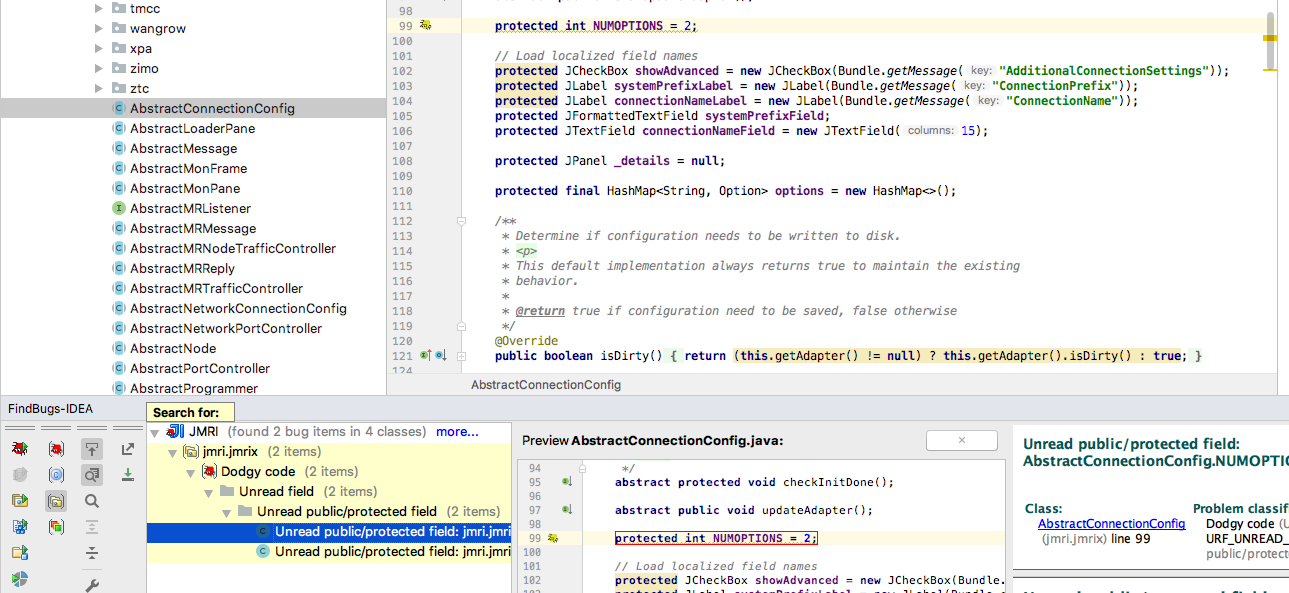 tmcc
wangrow
xpa
zimo
ztc
AbstractConnectionConfig
AbstractLoaderPane
AbstractMessage
AbstractMonFrame
AbstractMonPane
AbstractMRListener
AbstractMRMessage
AbstractMRNodeTrafficController
AbstractMRReply
AbstractMRTrafficController
AbstractNetworkConnectionConfig
AbstractNetworkPortController
AbstractNode
AbstractPortController
AbstractProgrammer
98
99 protected int NUMOPTIONS = 2;
100
101 // Load localized field names
102 protected JCheckBox showAdvanced = new JCheckBox(Bundle.getMessage( key: "AdditionalConnectionSettings"));
103 protected JLabel systemPrefixLabel = new JLabel(Bundle.getMessage( key: "ConnectionPrefix"));
104 protected JLabel connectionNameLabel = new JLabel(Bundle.getMessage( key: "ConnectionName"));
105 protected JFormattedTextField systemPrefixField;
106 protected JTextField connectionNameField = new JTextField( columns: 15);
107
108 protected JPanel _details = null;
109
110 protected final HashMap<String, Option> options = new HashMap<>();
111
112 /**
113 * Determine if configuration needs to be written to disk.
114 * <p>
115 * This default implementation always returns true to maintain the existing
116 * behavior.
117 *
118 * @return true if configuration need to be saved, false otherwise
119 */
120 @Override
121 public boolean isDirty() { return (this.getAdapter() != null) ? this.getAdapter().isDirty() : true; }
124
AbstractConnectionConfig
FindBugs-IDEA
Search for:
JMRI (found 2 bug items in 4 classes) more...
jmri.jmrix (2 items)
Dodgy code (2 items)
Unread field (2 items)
Unread public/protected field (2 items)
Unread public/protected field: jmri.jmri
Unread public/protected field: jmri.jmri
Preview AbstractConnectionConfig.java:
94 */
95 abstract protected void checkInitDone();
96
97 abstract public void updateAdapter();
98
99 protected int NUMOPTIONS = 2;
100
101 // Load localized field names
102 protected JCheckBox showAdvanced = new JCheckBox(Bundle.
Unread public/protected field:
AbstractConnectionConfig.NUMOPTIO
Class:
AbstractConnectionConfig
(jmri.jmrix) line 99
Problem classifi
Dodgy code (U
URF_UNREAD_
public/protecte